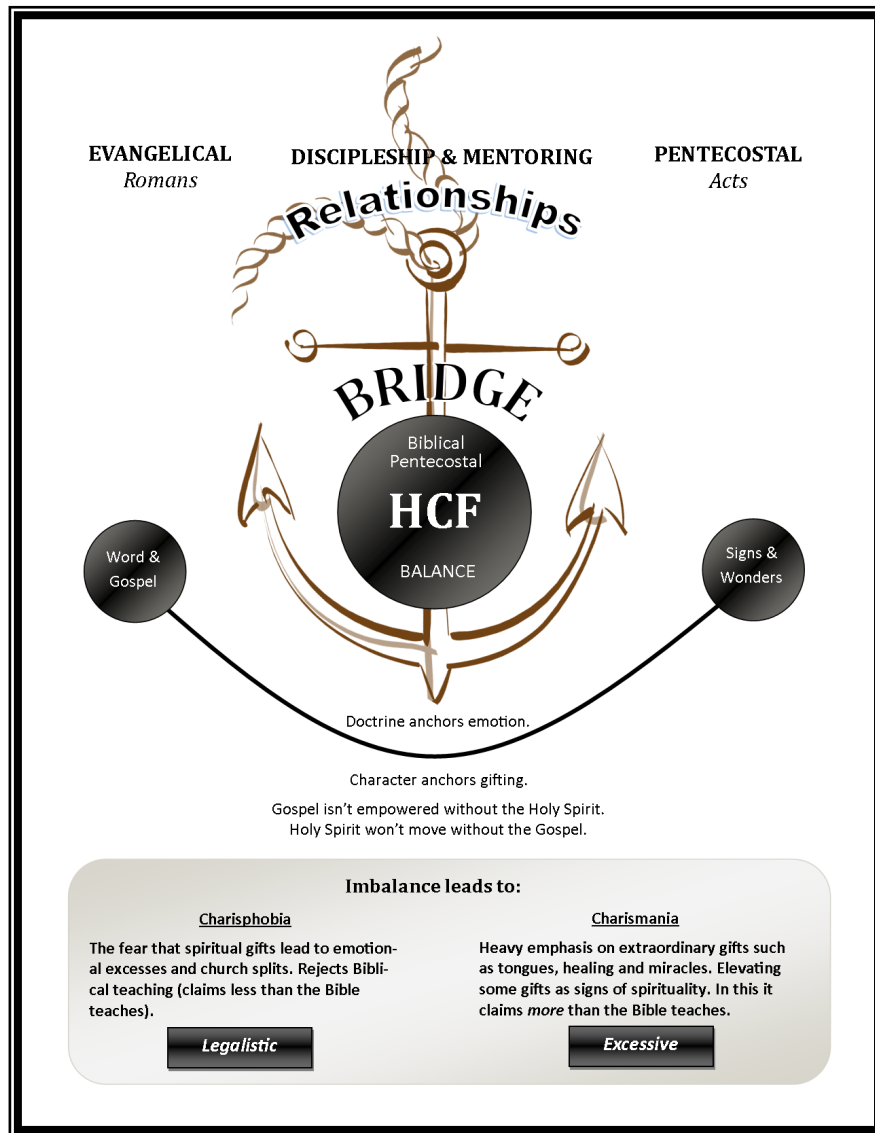 EVANGELICAL
Romans
DISCIPLESHIP & MENTORING
PENTECOSTAL
Acts
Relationships
BRIDGE
Biblical
Pentecostal
HCF
BALANCE
Word &
Gospel
Signs &
Wonders
Doctrine anchors emotion.
Character anchors gifting.
Gospel isn’t empowered without the Holy Spirit.
Holy Spirit won’t move without the Gospel.
Imbalance leads to:
Charisphobia
The fear that spiritual gifts lead to emotion-
al excesses and church splits. Rejects Bibli-
cal teaching (claims less than the Bible
teaches).
Legalistic
Charismania
Heavy emphasis on extraordinary gifts such
as tongues, healing and miracles. Elevating
some gifts as signs of spirituality. In this it
claims more than the Bible teaches.
Excessive